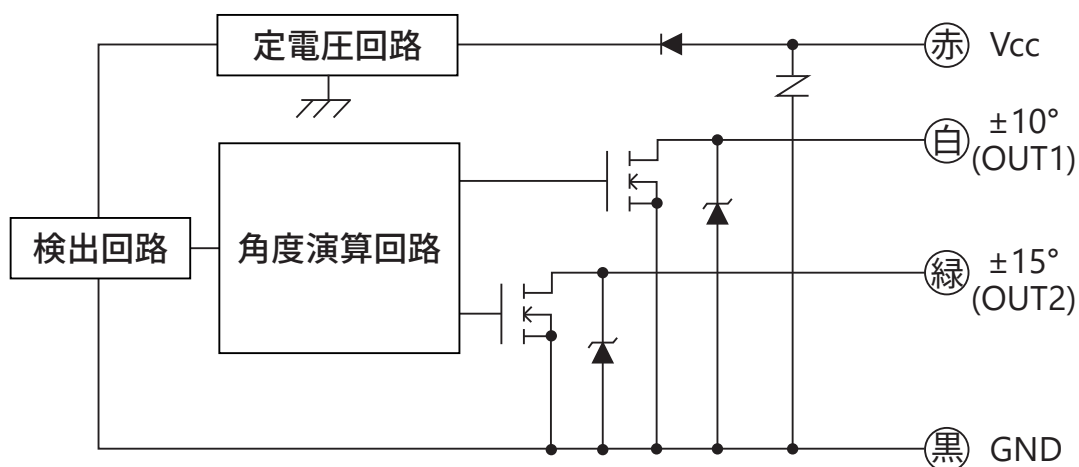 定電圧回路
赤 Vcc
白 ±10°
(OUT1)
検出回路
角度演算回路
緑 ±15°
(OUT2)
黒 GND